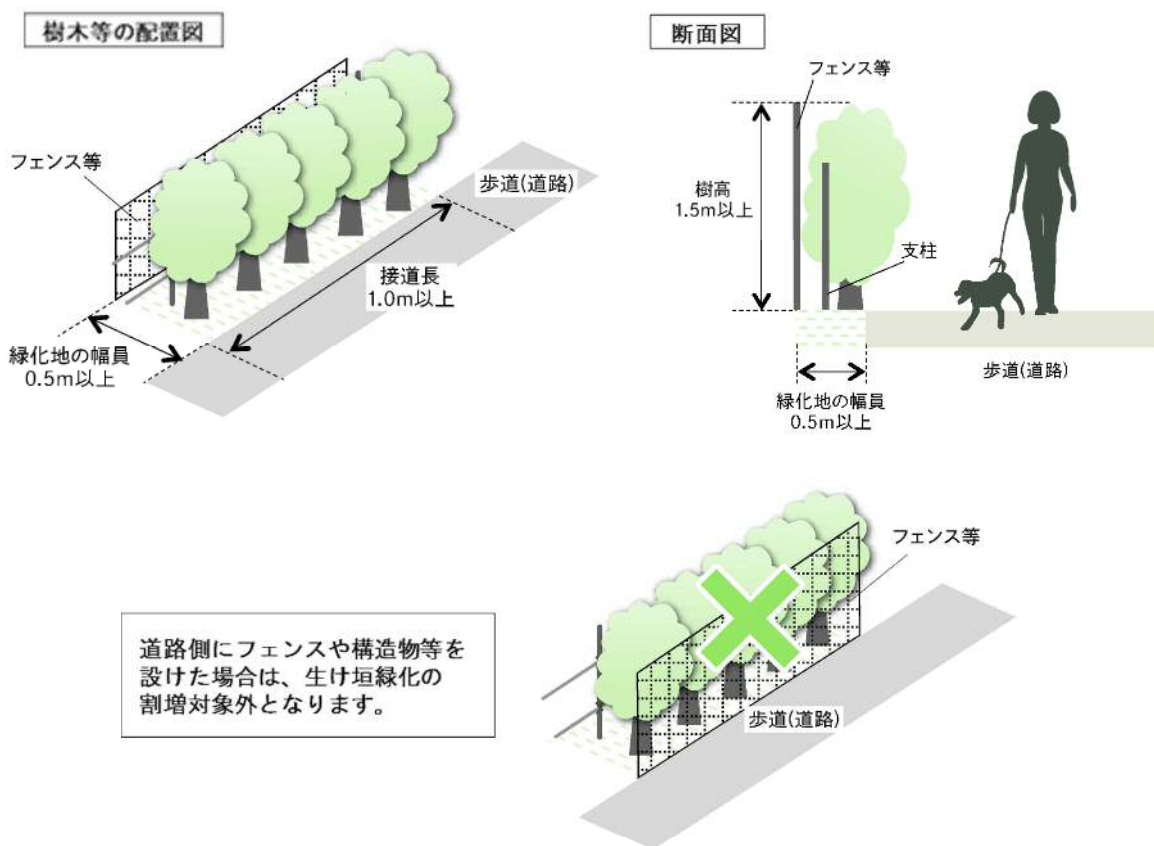 樹木等の配置図
フェンス等
歩道(道路)
接道長
1.0m以上
緑化地の幅員
0.5m以上
断面図
フェンス等
樹高
1.5m以上
支柱
歩道(道路)
緑化地の幅員
0.5m以上
フェンス等
歩道(道路)
道路側にフェンスや構造物等を
設けた場合は、生け垣緑化の
割増対象外となります。